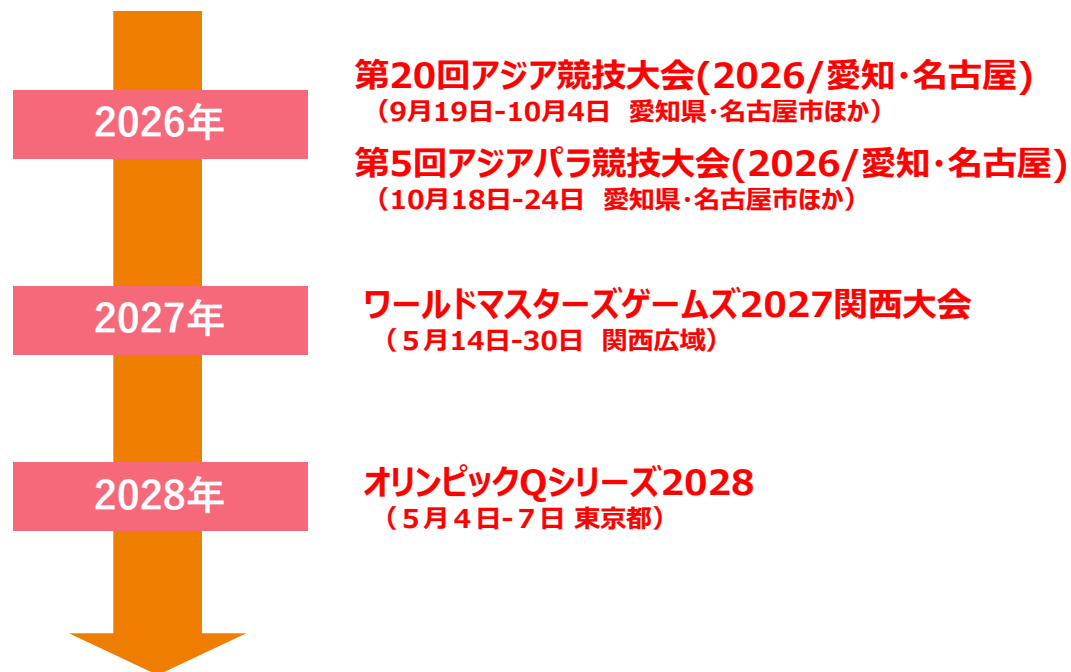 2026年
第20回アジア競技大会(2026/愛知・名古屋)
（9月19日-10月4日 愛知県・名古屋市ほか）
第5回アジアパラ競技大会(2026/愛知・名古屋)
（10月18日-24日 愛知県・名古屋市ほか）
2027年
ワールドマスターズゲームズ2027関西大会
（５月14日-30日 関西広域）
2028年
オリンピックQシリーズ2028
（５月４日-７日 東京都）